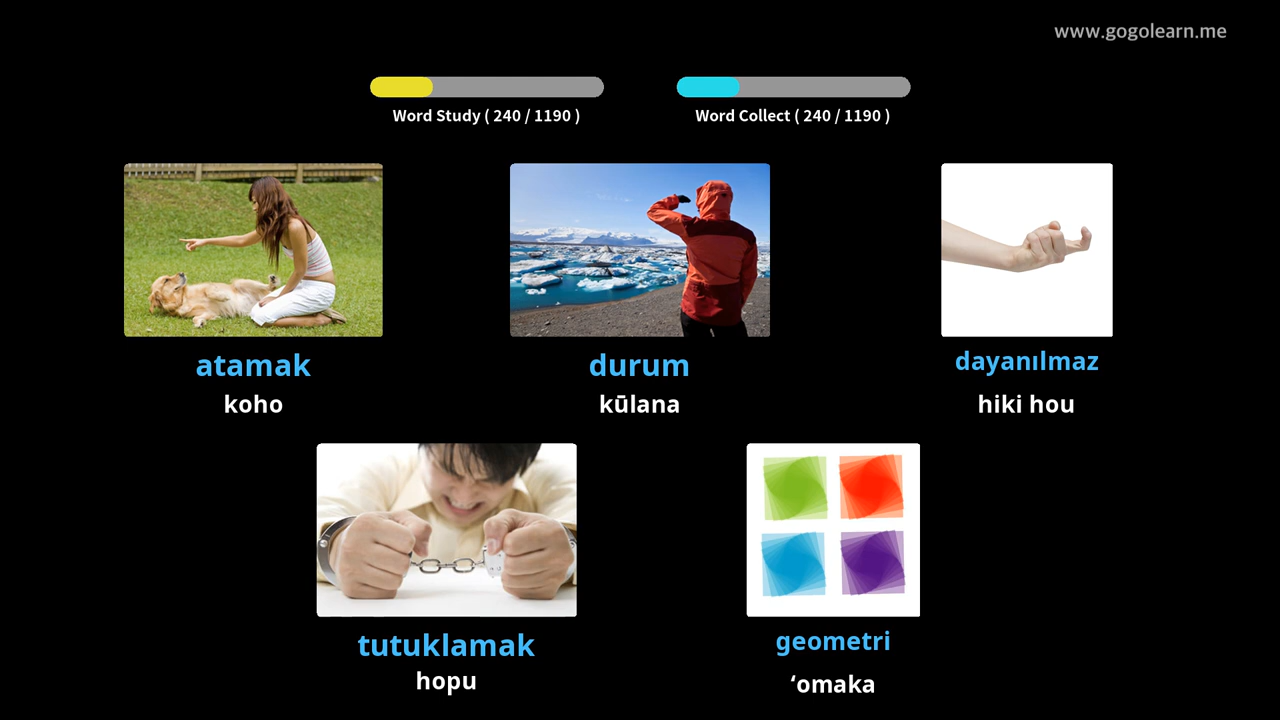 www.gogolearn.me
Word Study ( 240 / 1190 )
Word Collect ( 240 / 1190 )
atamak
koho
durum
kūlana
dayanılmaz
hiki hou
tutuklamak
hopu
geometri
ʻomaka